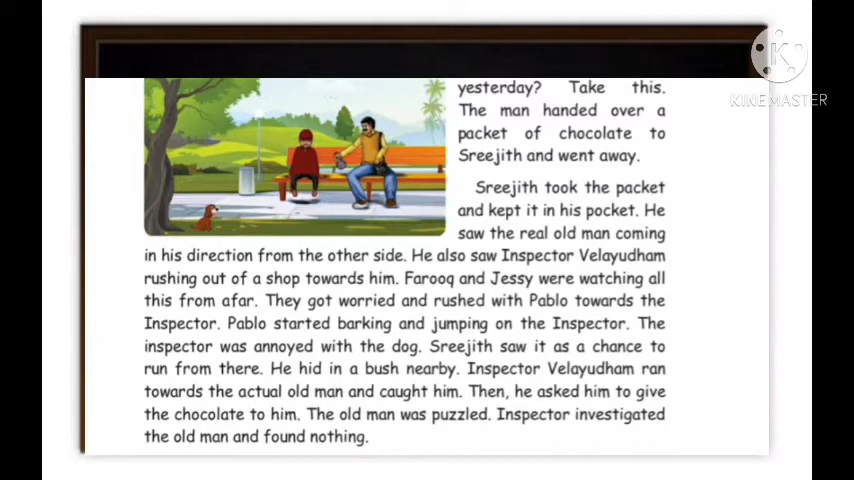 yesterday? Take this.
The man handed over a
packet of chocolate to
Sreejith and went away.
Sreejith took the packet
and kept it in his pocket. He
saw the real old man coming
in his direction from the other side. He also saw Inspector Velayudham
rushing out of a shop towards him. Farooq and Jessy were watching all
this from afar. They got worried and rushed with Pablo towards the
Inspector. Pablo started barking and jumping on the Inspector. The
inspector was annoyed with the dog. Sreejith saw it as a chance to
run from there. He hid in a bush nearby. Inspector Velayudham ran
towards the actual old man and caught him. Then, he asked him to give
the chocolate to him. The old man was puzzled. Inspector investigated
the old man and found nothing.
K
KINEMASTER